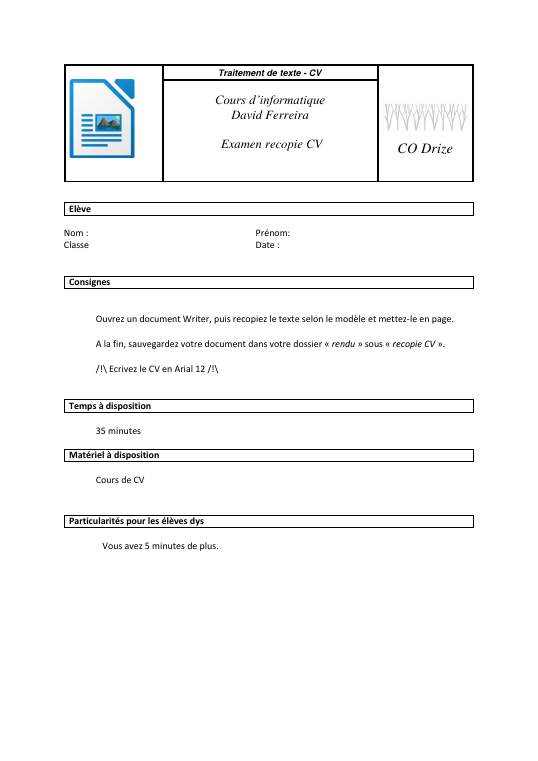 Traitement de texte - CV
Cours d'informatique
David Ferreira
Examen recopie CV
CO Drize
Elève
Nom :
Prénom:
Classe
Date :
Consignes
Ouvrez un document Writer, puis recopiez le texte selon le modèle et mettez-le en page.
A la fin, sauvegardez votre document dans votre dossier « rendu » sous « recopie CV ».
/!\ Ecrivez le CV en Arial 12 /!\
Temps à disposition
35 minutes
Matériel à disposition
Cours de CV
Particularités pour les élèves dys
Vous avez 5 minutes de plus.